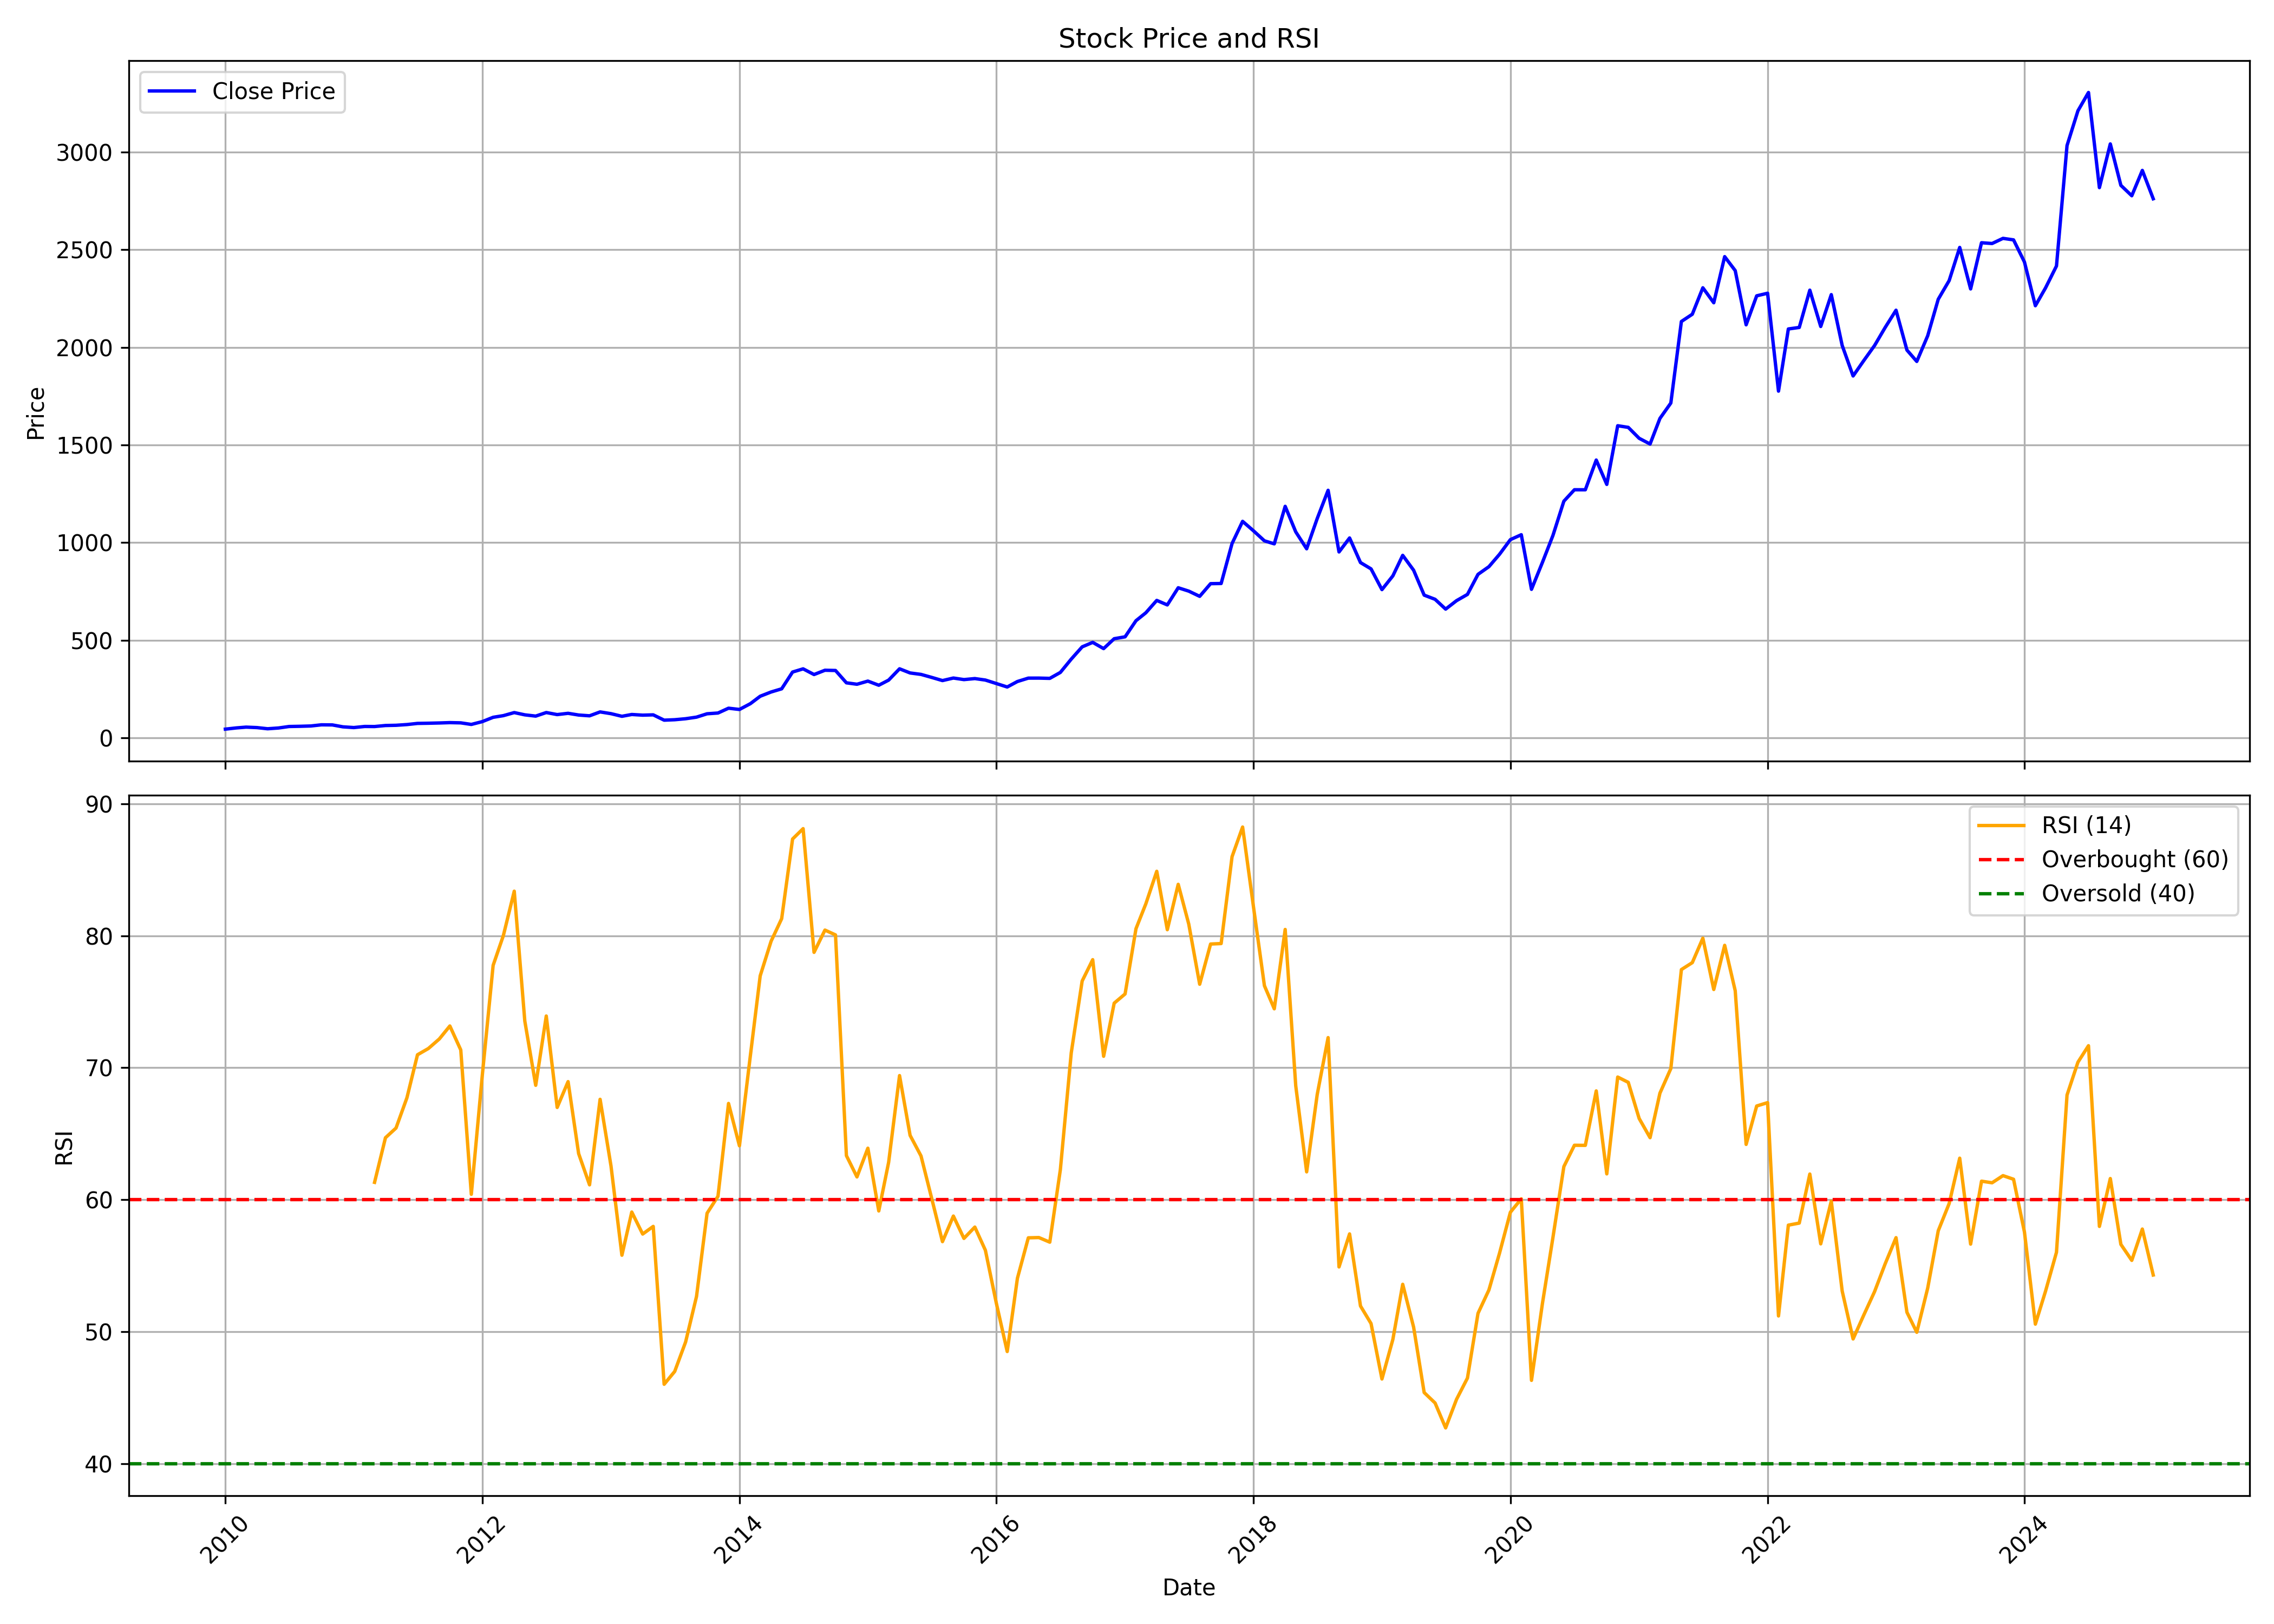 Stock Price and RSI
Close Price
3000
2500
2000
1500
1000
500
0
Price
RSI (14)
Overbought (60)
Oversold (40)
90
80
70
60
50
40
RSI
2010
2012
2014
2016
2018
2020
2022
2024
Date